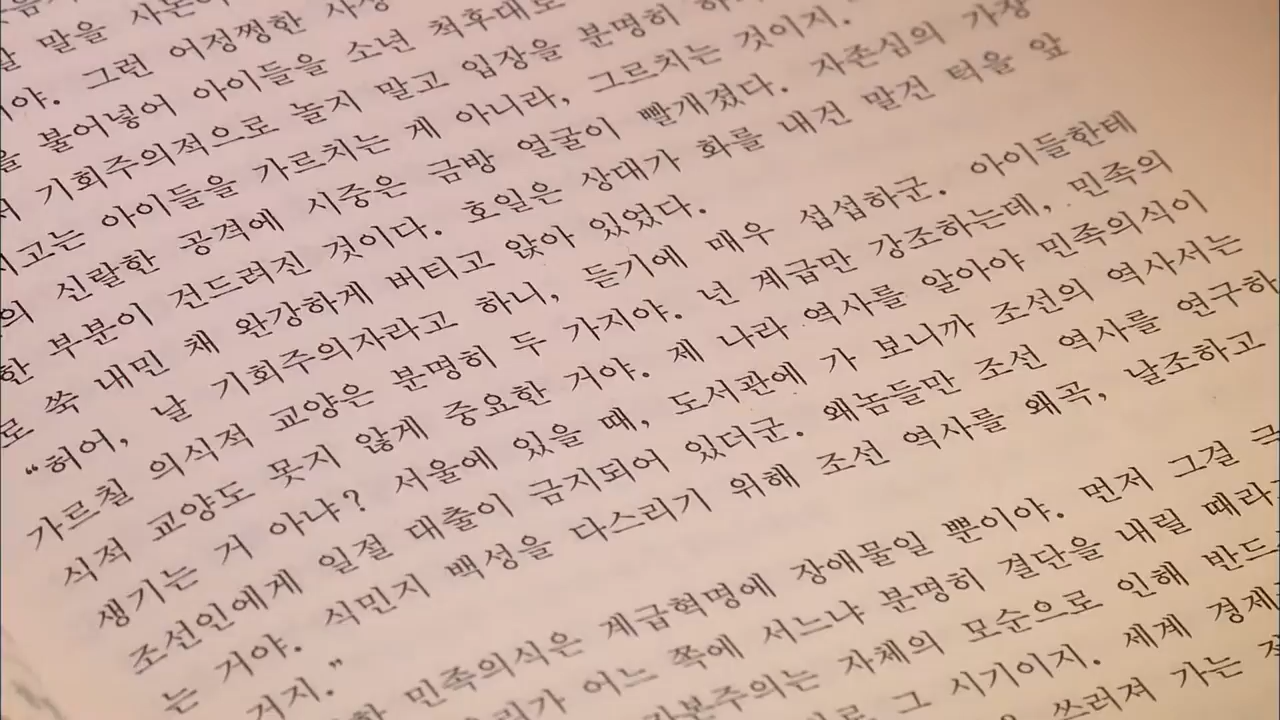 말을
그런 어정쩡한
불어넣어 아이들을 소년 척후대로
기회주의적으로 놀지 말고 입장을 분명히
아이들을 가르치는 게 아니라, 그르치는 것이지.
의 신랄한 공격에 시중은 금방 얼굴이 빨개졌다. 자존심의 가장
한 부분이 건드려진 것이다. 호일은 상대가 화를 내건 말건 턱을 앞
로 쑥 내민 채 완강하게 버티고 앉아 있었다.
“허어, 날 기회주의자라고 하니, 듣기에 매우 섭섭하군. 아이들한테
가르칠 의식적 교양은 분명히 두 가지야. 넌 계급만 강조하는데, 민족의
식적 교양도 못지 않게 중요한 거야. 제 나라 역사를 알아야 민족의식이
생기는 거 아냐? 서울에 있을 때, 도서관에 가 보니까 조선의 역사서는
조선인에게 일절 대출이 금지되어 있더군. 왜놈들만 조선 역사를 연구하
는 거야. 식민지 백성을 다스리기 위해 조선 역사를 왜곡, 날조하고
거지.”
민족의식은 계급혁명에 장애물일 뿐이야. 먼저 그걸
어느 쪽에 서느냐 분명히 결단을 내릴 때라
자체의 모순으로 인해 반드
그 시기이지. 세계 경제
쓰러져 가는